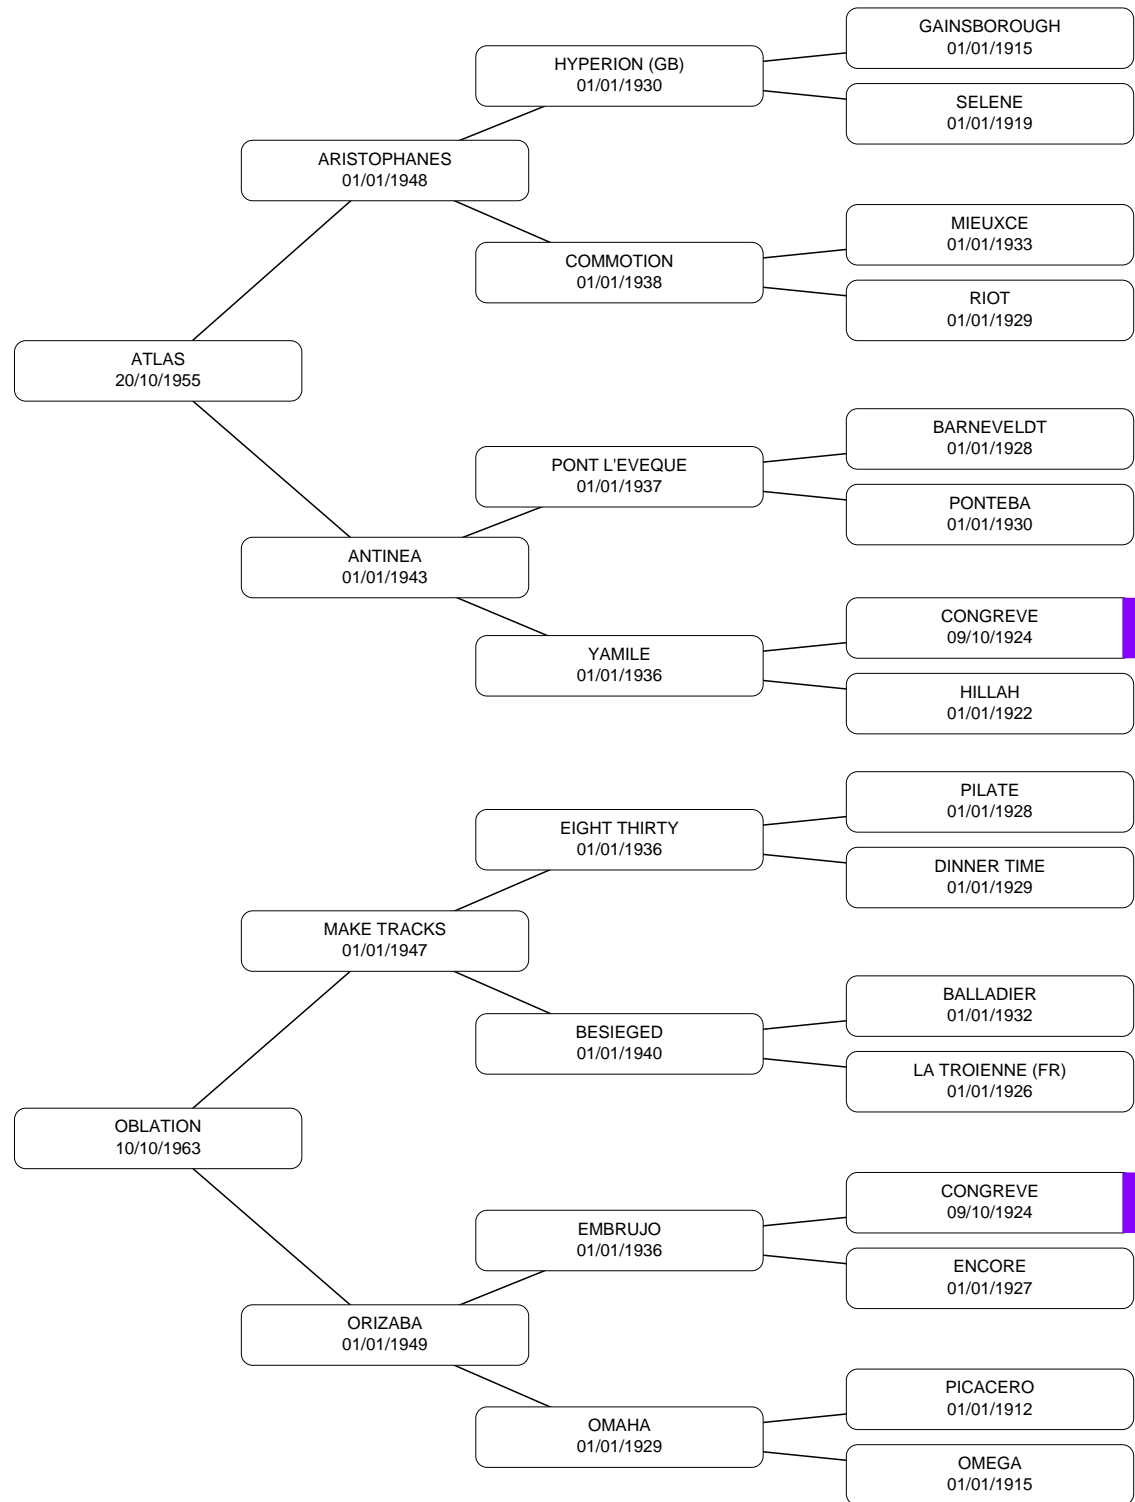 GAINSBOROUGH
01/01/1915
HYPERION (GB)
01/01/1930
SELENE
01/01/1919
ARISTOPHANES
01/01/1948
MIEUXCE
01/01/1933
COMMOTION
01/01/1938
RIOT
01/01/1929
ATLAS
20/10/1955
BARNEVELDT
01/01/1928
PONT L'EVEQUE
01/01/1937
PONTEBA
01/01/1930
ANTINEA
01/01/1943
CONGREVE
09/10/1924
YAMILE
01/01/1936
HILLAH
01/01/1922
PILATE
01/01/1928
EIGHT THIRTY
01/01/1936
DINNER TIME
01/01/1929
MAKE TRACKS
01/01/1947
BALLADIER
01/01/1932
BESIEGED
01/01/1940
LA TROIENNE (FR)
01/01/1926
OBLATION
10/10/1963
CONGREVE
09/10/1924
EMBRUJO
01/01/1936
ENCORE
01/01/1927
ORIZABA
01/01/1949
PICACERO
01/01/1912
OMAHA
01/01/1929
OMEGA
01/01/1915